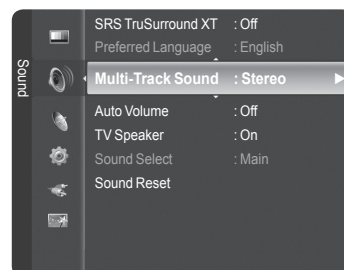 Sound
SRS TruSurround XT : Off
Preferred Language : English
Multi-Track Sound : Stereo
Auto Volume : Off
TV Speaker : On
Sound Select : Main
Sound Reset